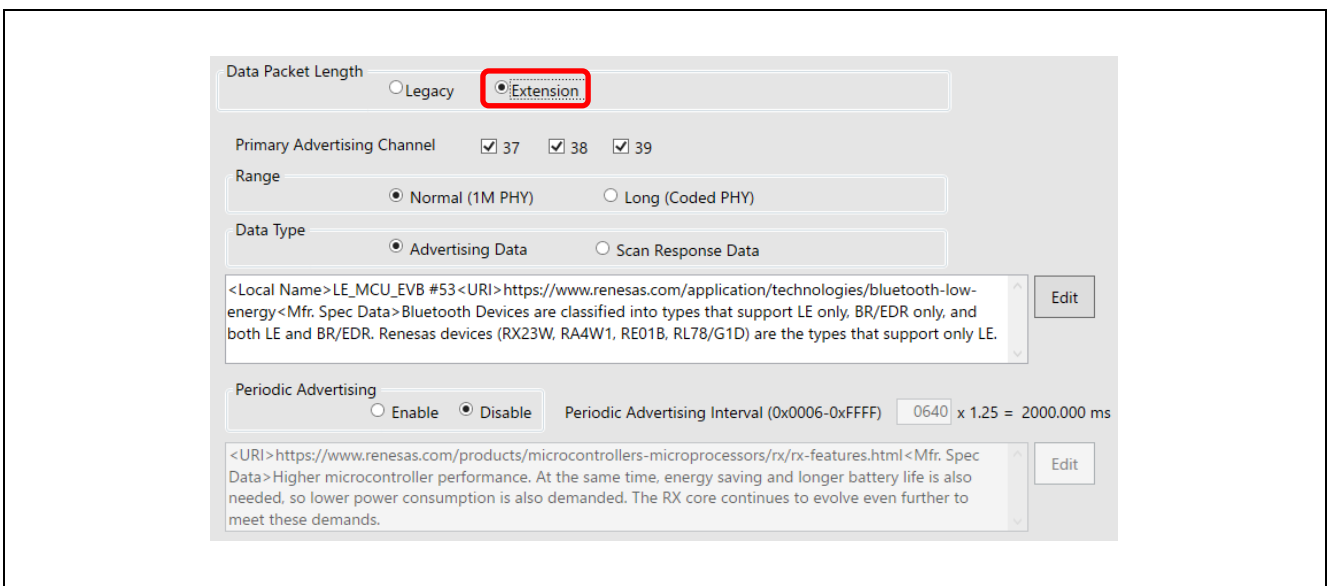 Data Packet Length
Legacy Extension
Primary Advertising Channel 37 38 39
Range
Normal (1M PHY) Long (Coded PHY)
Data Type
Advertising Data Scan Response Data
<Local Name>LE_MCU_EVB #53<URI>https://www.renesas.com/application/technologies/bluetooth-low-
energy<Mfr. Spec Data>Bluetooth Devices are classified into types that support LE only, BR/EDR only, and
both LE and BR/EDR. Renesas devices (RX23W, RA4W1, RE01B, RL78/G1D) are the types that support only LE.
Edit
Periodic Advertising
Enable Disable Periodic Advertising Interval (0x0006-0xFFFF) 0640 x 1.25 = 2000.000 ms
<URI>https://www.renesas.com/products/microcontrollers-microprocessors/rx/rx-features.html<Mfr. Spec
Data>Higher microcontroller performance. At the same time, energy saving and longer battery life is also
needed, so lower power consumption is also demanded. The RX core continues to evolve even further to
meet these demands.
Edit